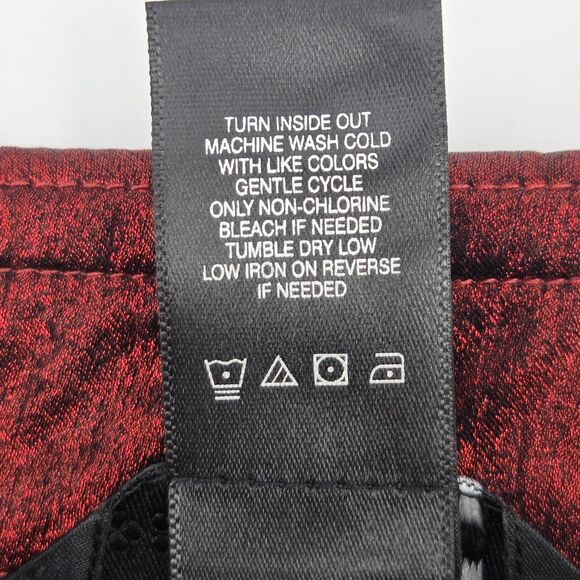 TURN INSIDE OUT
MACHINE WASH COLD
WITH LIKE COLORS
GENTLE CYCLE
ONLY NON-CHLORINE
BLEACH IF NEEDED
TUMBLE DRY LOW
LOW IRON ON REVERSE
IF NEEDED